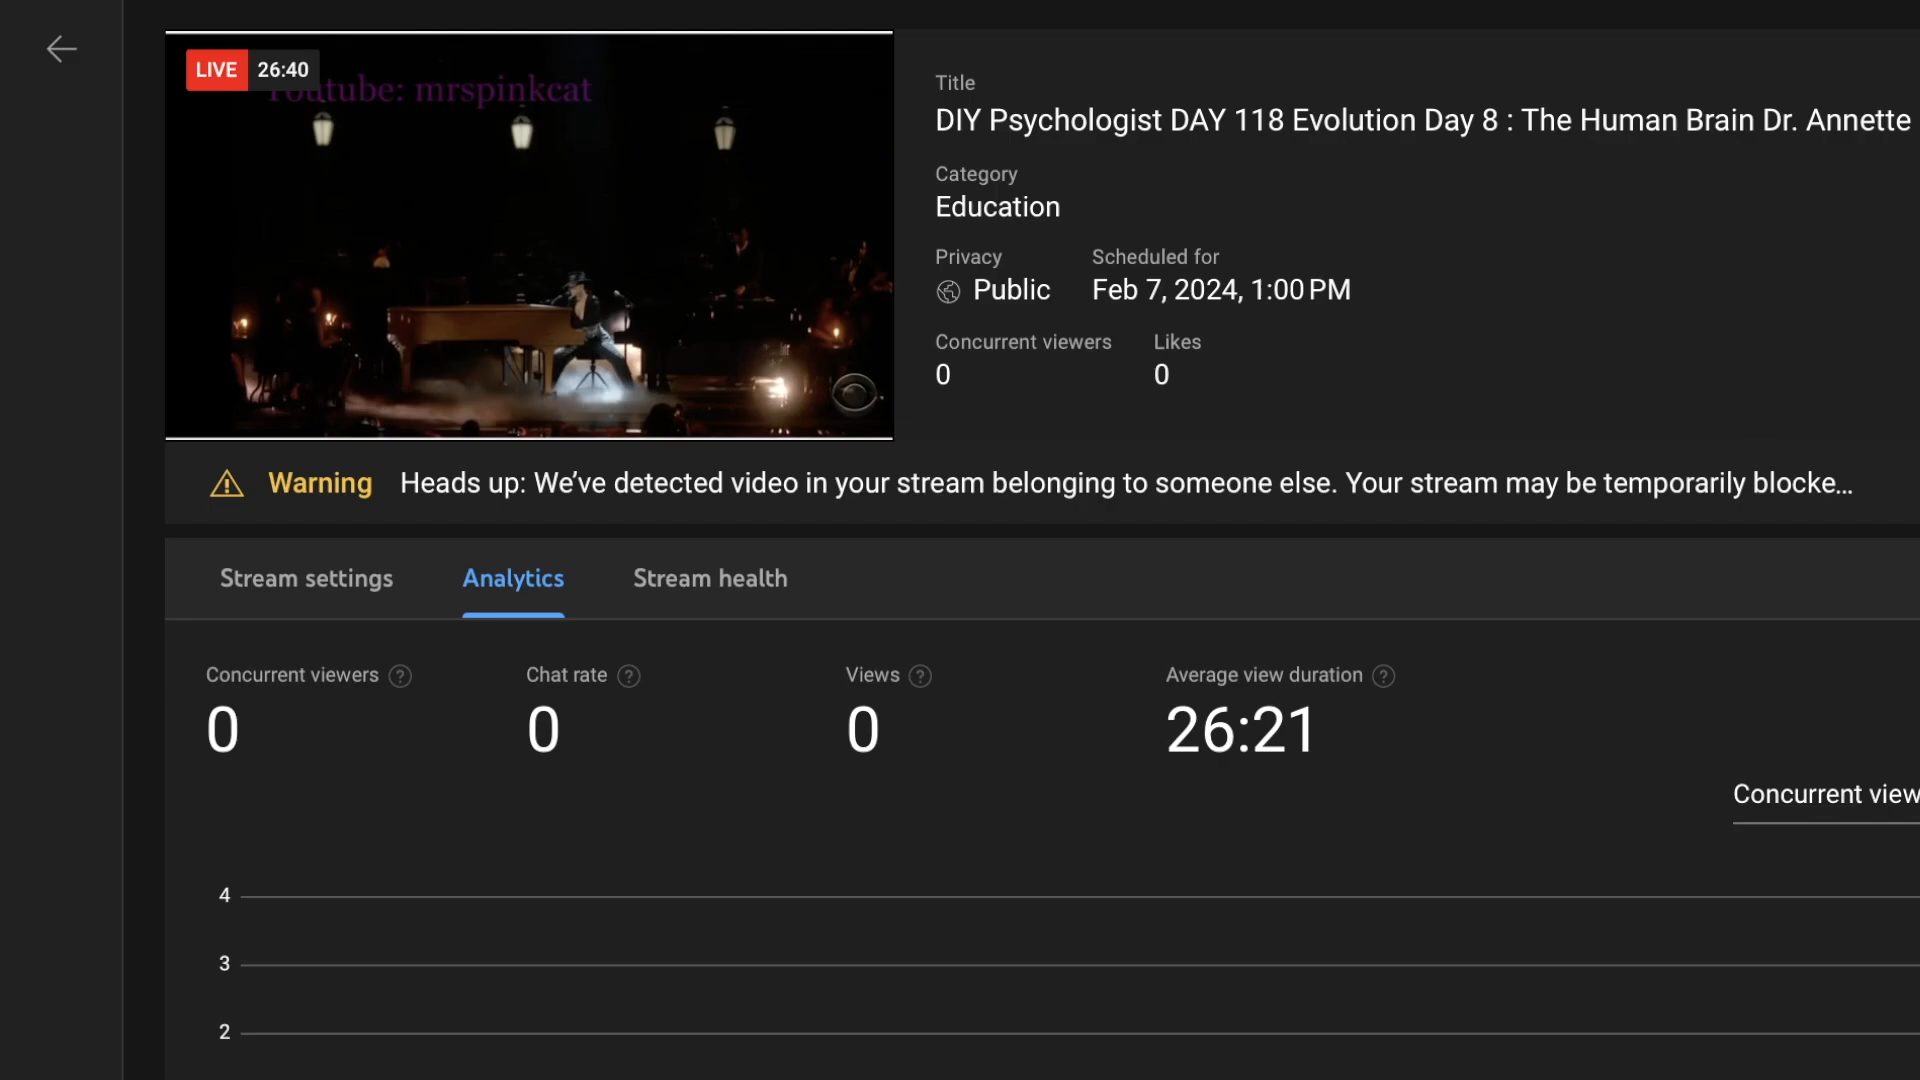 LIVE 26:40
Youtube: mrspinkcat
Title
DIY Psychologist DAY 118 Evolution Day 8 : The Human Brain Dr. Annette
Category
Education
Privacy Scheduled for
Public Feb 7, 2024, 1:00 PM
Concurrent viewers Likes
0 0
Warning Heads up: We’ve detected video in your stream belonging to someone else. Your stream may be temporarily blocke…
Stream settings Analytics Stream health
Concurrent viewers ? Chat rate ? Views ? Average view duration ?
0 0 0 26:21
Concurrent view
4
3
2